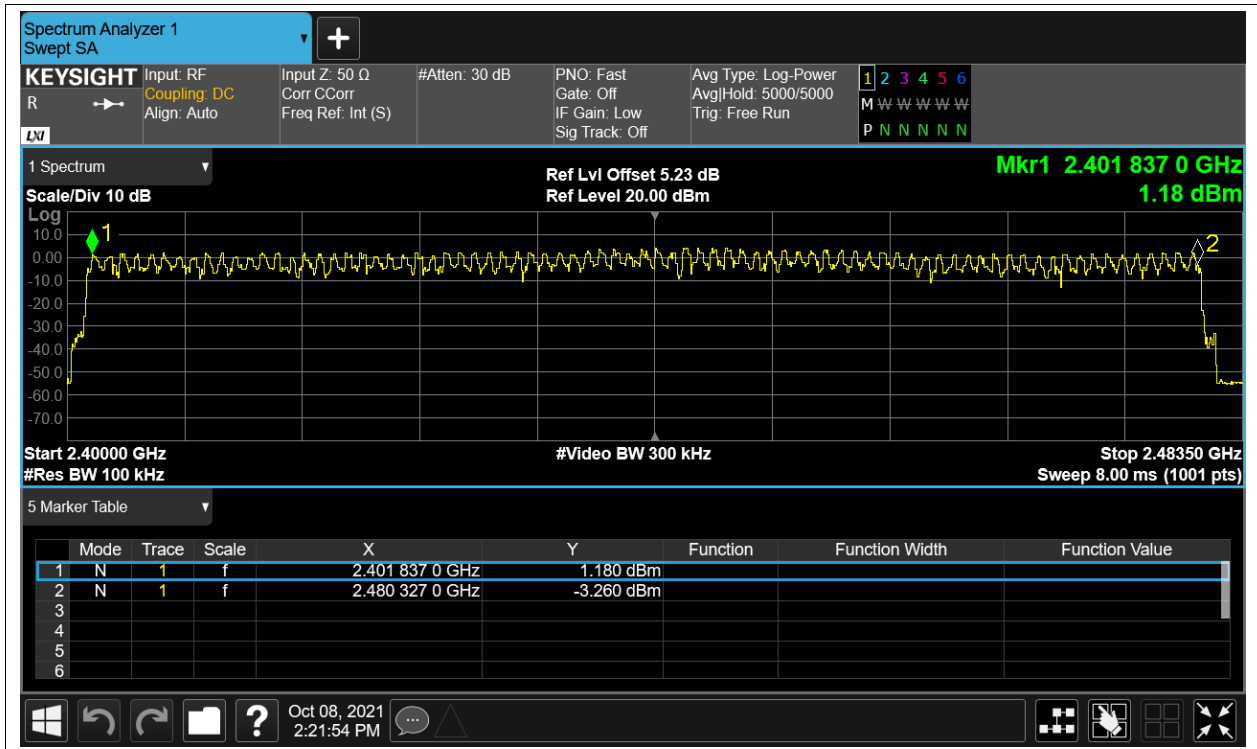 Spectrum Analyzer 1
Swept SA
KEYSIGHT
R
LXI
Input: RF
Coupling: DC
Align: Auto
Input Z: 50 Ω
Corr CCorr
Freq Ref: Int (S)
#Atten: 30 dB
PNO: Fast
Gate: Off
IF Gain: Low
Sig Track: Off
Avg Type: Log-Power
Avg|Hold: 5000/5000
Trig: Free Run
1 2 3 4 5 6
M W W W W W
P N N N N N
1 Spectrum
Scale/Div 10 dB
Ref Lvl Offset 5.23 dB
Ref Level 20.00 dBm
Mkr1 2.401 837 0 GHz
1.18 dBm
Log
10.0
0.00
-10.0
-20.0
-30.0
-40.0
-50.0
-60.0
-70.0
1
2
Start 2.40000 GHz
#Res BW 100 kHz
#Video BW 300 kHz
Stop 2.48350 GHz
Sweep 8.00 ms (1001 pts)
5 Marker Table
Mode Trace Scale X Y Function Function Width Function Value
1 N 1 f 2.401 837 0 GHz 1.180 dBm
2 N 1 f 2.480 327 0 GHz -3.260 dBm
3
4
5
6
?
Oct 08, 2021
2:21:54 PM